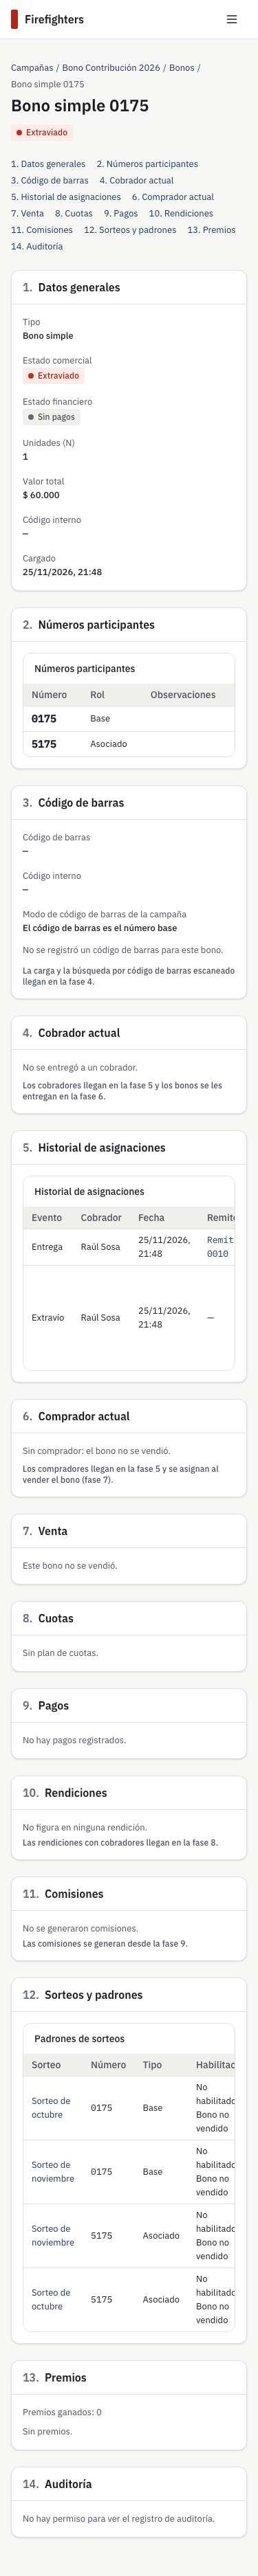 Firefighters
Campañas / Bono Contribución 2026 / Bonos /
Bono simple 0175
Bono simple 0175
Extraviado
1. Datos generales 2. Números participantes
3. Código de barras 4. Cobrador actual
5. Historial de asignaciones 6. Comprador actual
7. Venta 8. Cuotas 9. Pagos 10. Rendiciones
11. Comisiones 12. Sorteos y padrones 13. Premios
14. Auditoría
1. Datos generales
Tipo
Bono simple
Estado comercial
Extraviado
Estado financiero
Sin pagos
Unidades (N)
1
Valor total
$ 60.000
Código interno
—
Cargado
25/11/2026, 21:48
2. Números participantes
Números participantes
Número Rol Observaciones
0175 Base
5175 Asociado
3. Código de barras
Código de barras
—
Código interno
—
Modo de código de barras de la campaña
El código de barras es el número base
No se registró un código de barras para este bono.
La carga y la búsqueda por código de barras escaneado
llegan en la fase 4.
4. Cobrador actual
No se entregó a un cobrador.
Los cobradores llegan en la fase 5 y los bonos se les
entregan en la fase 6.
5. Historial de asignaciones
Historial de asignaciones
Evento Cobrador Fecha Remit
Entrega Raúl Sosa 25/11/2026, Remit
21:48 0010
Extravío Raúl Sosa 25/11/2026, —
21:48
6. Comprador actual
Sin comprador: el bono no se vendió.
Los compradores llegan en la fase 5 y se asignan al
vender el bono (fase 7).
7. Venta
Este bono no se vendió.
8. Cuotas
Sin plan de cuotas.
9. Pagos
No hay pagos registrados.
10. Rendiciones
No figura en ninguna rendición.
Las rendiciones con cobradores llegan en la fase 8.
11. Comisiones
No se generaron comisiones.
Las comisiones se generan desde la fase 9.
12. Sorteos y padrones
Padrones de sorteos
Sorteo Número Tipo Habilitac
Sorteo de octubre 0175 Base No habilitado Bono no vendido
Sorteo de noviembre 0175 Base No habilitado Bono no vendido
Sorteo de noviembre 5175 Asociado No habilitado Bono no vendido
Sorteo de octubre 5175 Asociado No habilitado Bono no vendido
13. Premios
Premios ganados: 0
Sin premios.
14. Auditoría
No hay permiso para ver el registro de auditoría.